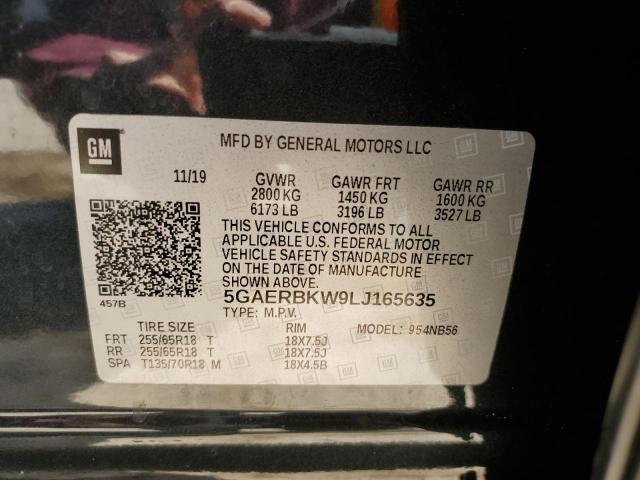 GM
MFD BY GENERAL MOTORS LLC
11/19 GVWR GAWR FRT GAWR RR
2800 KG 1450 KG 1600 KG
6173 LB 3196 LB 3527 LB
THIS VEHICLE CONFORMS TO ALL
APPLICABLE U.S. FEDERAL MOTOR
VEHICLE SAFETY STANDARDS IN EFFECT
ON THE DATE OF MANUFACTURE
SHOWN ABOVE.
457B 5GAERBKW9LJ165635
TYPE: M.P.V. MODEL: 954NB56
TIRE SIZE RIM
FRT 255/65R18 T 18X7.5J
RR 255/65R18 T 18X7.5J
SPA T135/70R18 M 18X4.5B